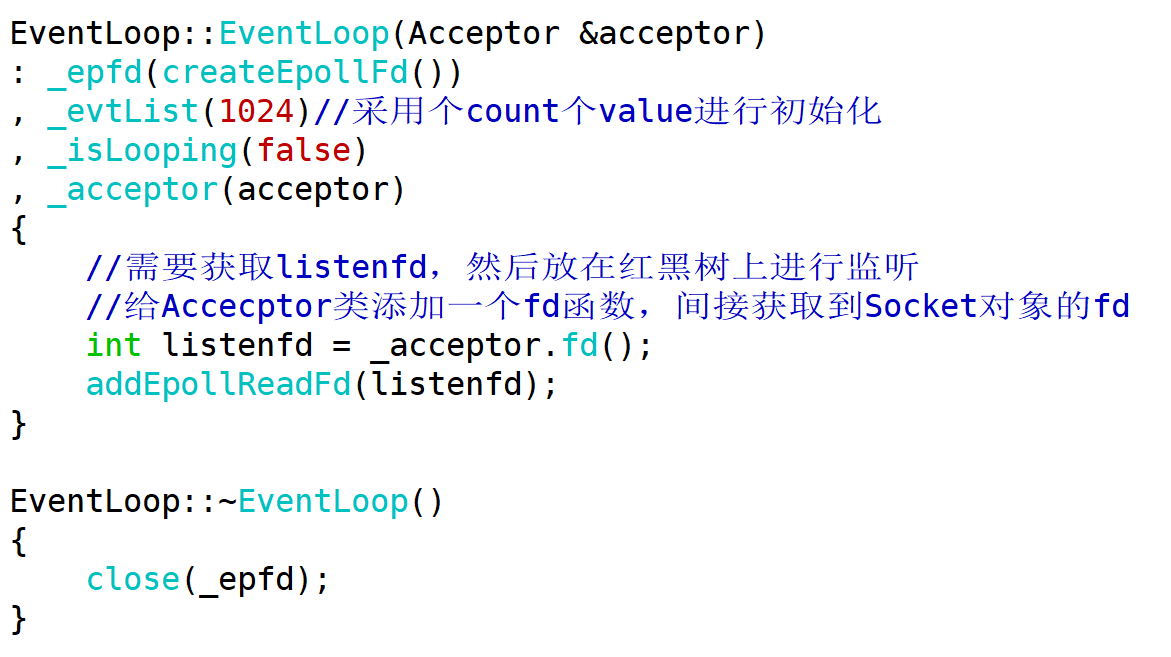 EventLoop::EventLoop(Acceptor &acceptor)
: _epfd(createEpollFd())
, _evtList(1024)//采用个count个value进行初始化
, _isLooping(false)
, _acceptor(acceptor)
{
    //需要获取listenfd，然后放在红黑树上进行监听
    //给Accecptor类添加一个fd函数，间接获取到Socket对象的fd
    int listenfd = _acceptor.fd();
    addEpollReadFd(listenfd);
}

EventLoop::~EventLoop()
{
    close(_epfd);
}